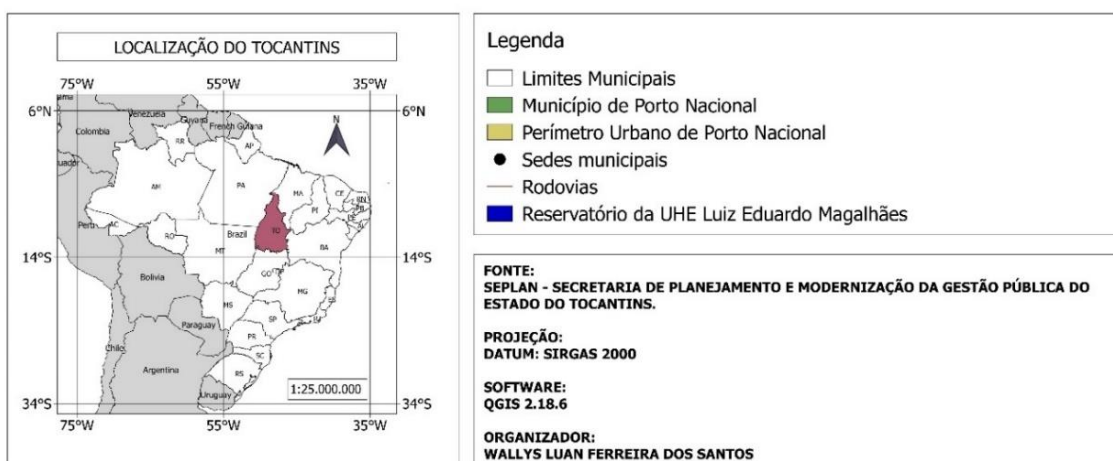 LOCALIZAÇÃO DO TOCANTINS
75°W
55°W
35°W
6°N
6°N
N
Venezuela
Guyana
French Guiana
Colombia
RR
AP
AM
PA
MA
CE
PI
Peru
AC
RO
TO
Brazil
BA
MT
14°S
14°S
Bolivia
GO
MG
MS
ES
SP
RJ
Paraguay
PR
SC
Chile
RS
Argentina
Uruguay
1:25.000.000
34°S
34°S
75°W
55°W
35°W
Legenda
Limites Municipais
Município de Porto Nacional
Perímetro Urbano de Porto Nacional
Sedes municipais
Rodovias
Reservatório da UHE Luiz Eduardo Magalhães
FONTE:
SEPLAN - SECRETARIA DE PLANEJAMENTO E MODERNIZAÇÃO DA GESTÃO PÚBLICA DO
ESTADO DO TOCANTINS.
PROJEÇÃO:
DATUM: SIRGAS 2000
SOFTWARE:
QGIS 2.18.6
ORGANIZADOR:
WALLYS LUAN FERREIRA DOS SANTOS